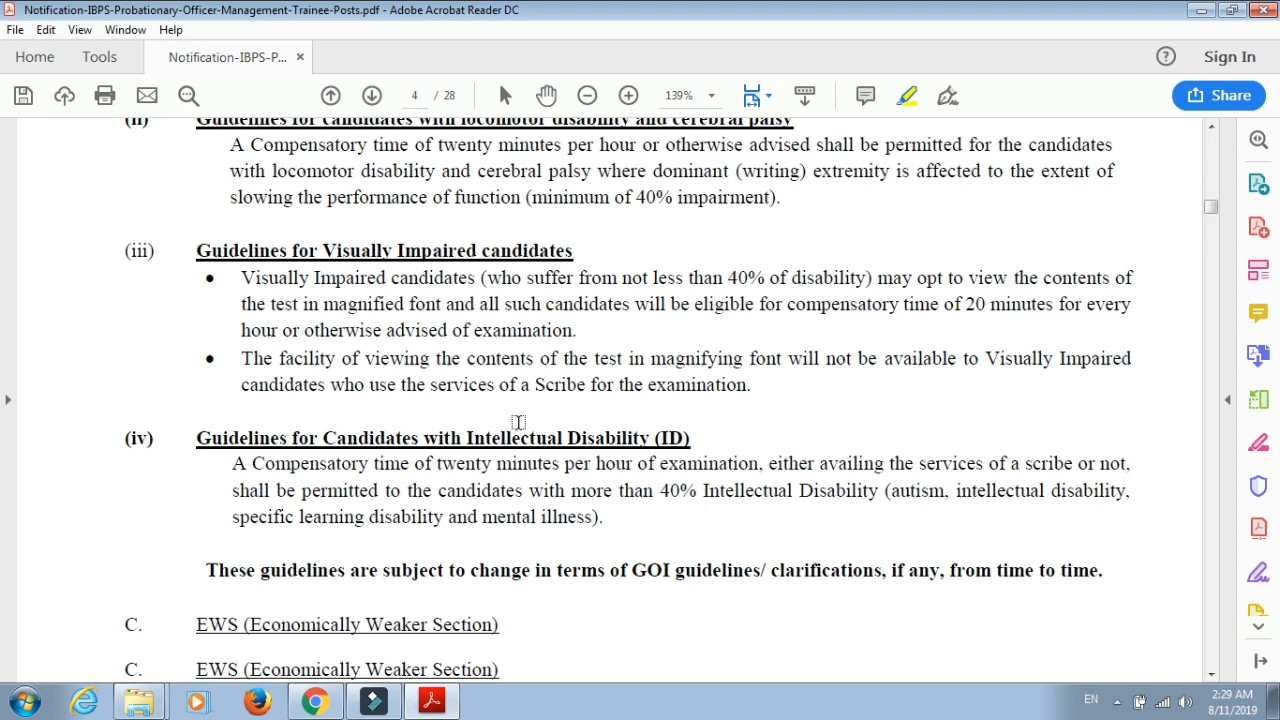 Notification-IBPS-Probationary-Officer-Management-Trainee-Posts.pdf - Adobe Acrobat Reader DC
File Edit View Window Help
Home Tools Notification-IBPS-P... × Sign In
4 / 28 139% Share
(ii) Guidelines for candidates with locomotor disability and cerebral palsy
A Compensatory time of twenty minutes per hour or otherwise advised shall be permitted for the candidates
with locomotor disability and cerebral palsy where dominant (writing) extremity is affected to the extent of
slowing the performance of function (minimum of 40% impairment).
(iii) Guidelines for Visually Impaired candidates
• Visually Impaired candidates (who suffer from not less than 40% of disability) may opt to view the contents of
the test in magnified font and all such candidates will be eligible for compensatory time of 20 minutes for every
hour or otherwise advised of examination.
• The facility of viewing the contents of the test in magnifying font will not be available to Visually Impaired
candidates who use the services of a Scribe for the examination.
(iv) Guidelines for Candidates with Intellectual Disability (ID)
A Compensatory time of twenty minutes per hour of examination, either availing the services of a scribe or not,
shall be permitted to the candidates with more than 40% Intellectual Disability (autism, intellectual disability,
specific learning disability and mental illness).
These guidelines are subject to change in terms of GOI guidelines/ clarifications, if any, from time to time.
C. EWS (Economically Weaker Section)
C. EWS (Economically Weaker Section)
EN 2:29 AM
8/11/2019